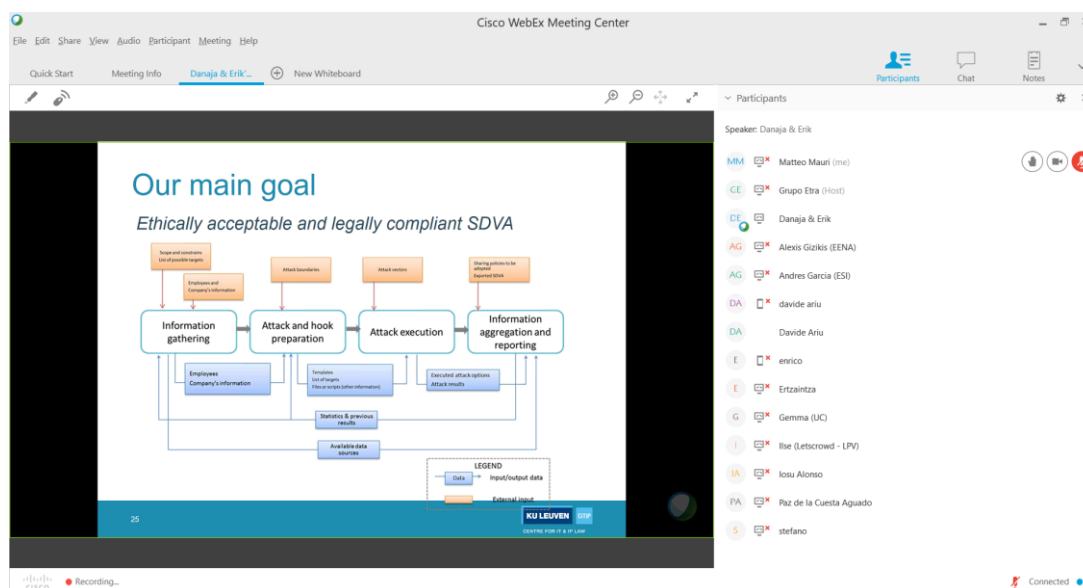 Cisco WebEx Meeting Center
File Edit Share View Audio Participant Meeting Help
Quick Start Meeting Info Danaja & Erik'... New Whiteboard
Participants Chat Notes
Participants
Speaker: Danaja & Erik
MM Matteo Mauri (me)
GE Grupo Etra (Host)
DE Danaja & Erik
AG Alexis Gizikis (EENA)
AG Andres Garcia (ESI)
DA davide ariu
DA Davide Ariu
E enrico
E Ertzaintza
G Gemma (UC)
I Ilse (Letscrowd - LPV)
IA Iosu Alonso
PA Paz de la Cuesta Aguado
S stefano
Our main goal
Ethically acceptable and legally compliant SDVA
Scope and constrains
List of possible targets
Employees and
Company's information
Attack boundaries
Attack vectors
Sharing policies to be
adopted
Exported SDVA
Information
gathering
Attack and hook
preparation
Attack execution
Information
aggregation and
reporting
Employees
Company's information
Templates
List of targets
Files or scripts (other information)
Executed attack options
Attack results
Statistics & previous
results
Available data
sources
LEGEND
Data Input/output data
External input
25
KU LEUVEN CITIP
CENTRE FOR IT & IP LAW
CISCO
Recording...
Connected